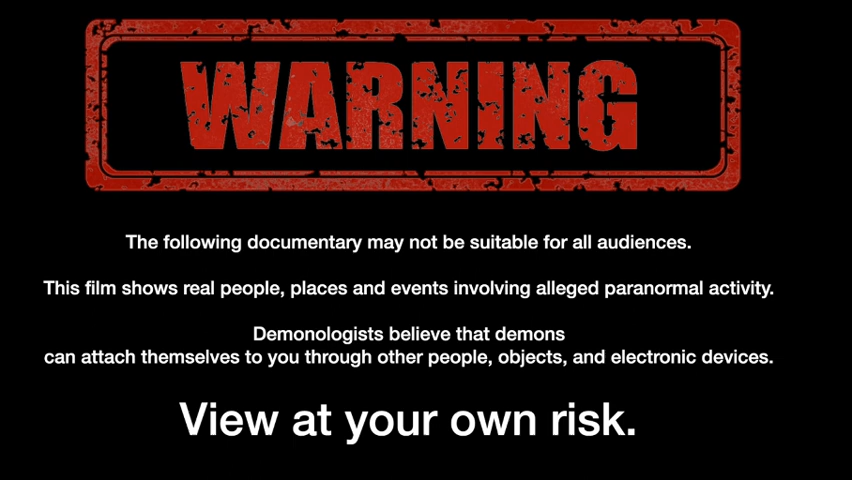 WARNING
The following documentary may not be suitable for all audiences.
This film shows real people, places and events involving alleged paranormal activity.
Demonologists believe that demons
can attach themselves to you through other people, objects, and electronic devices.
View at your own risk.